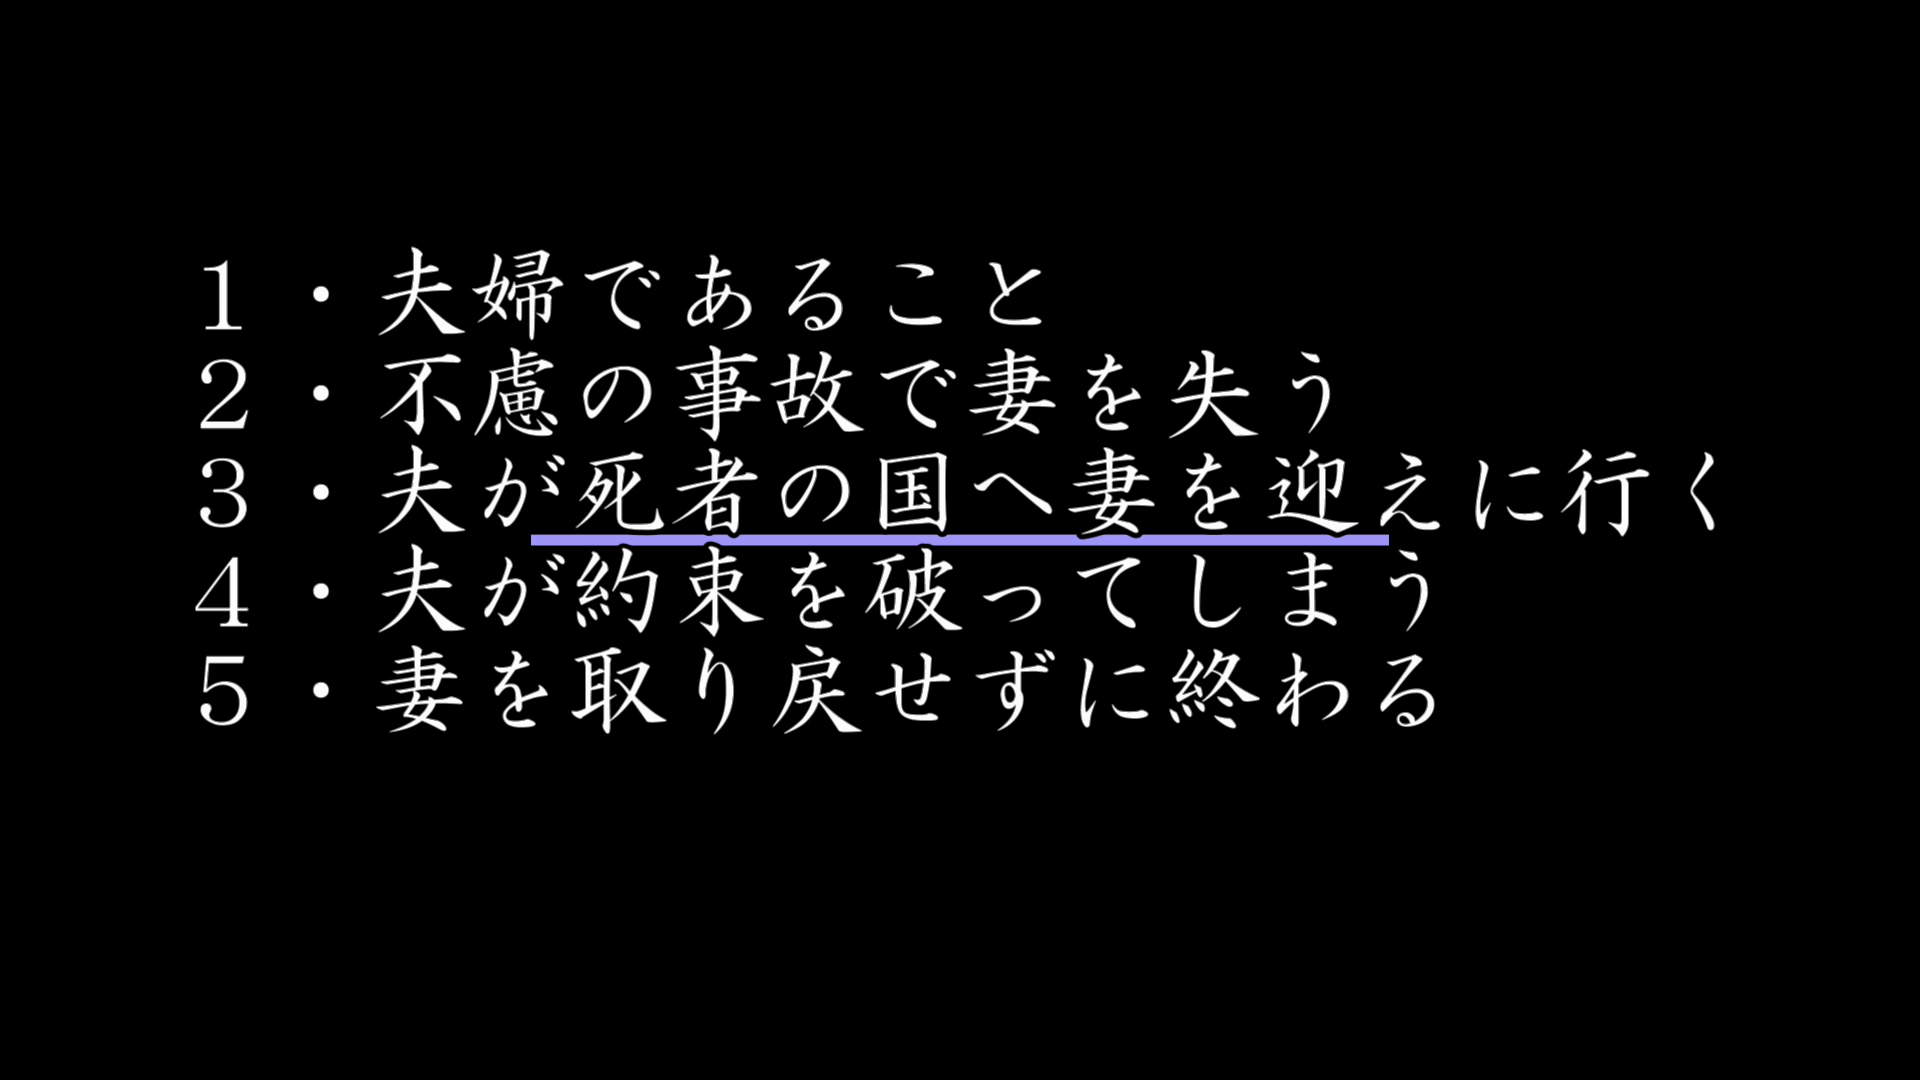 1・夫婦であること
2・不慮の事故で妻を失う
3・夫が死者の国へ妻を迎えに行く
4・夫が約束を破ってしまう
5・妻を取り戻せずに終わる